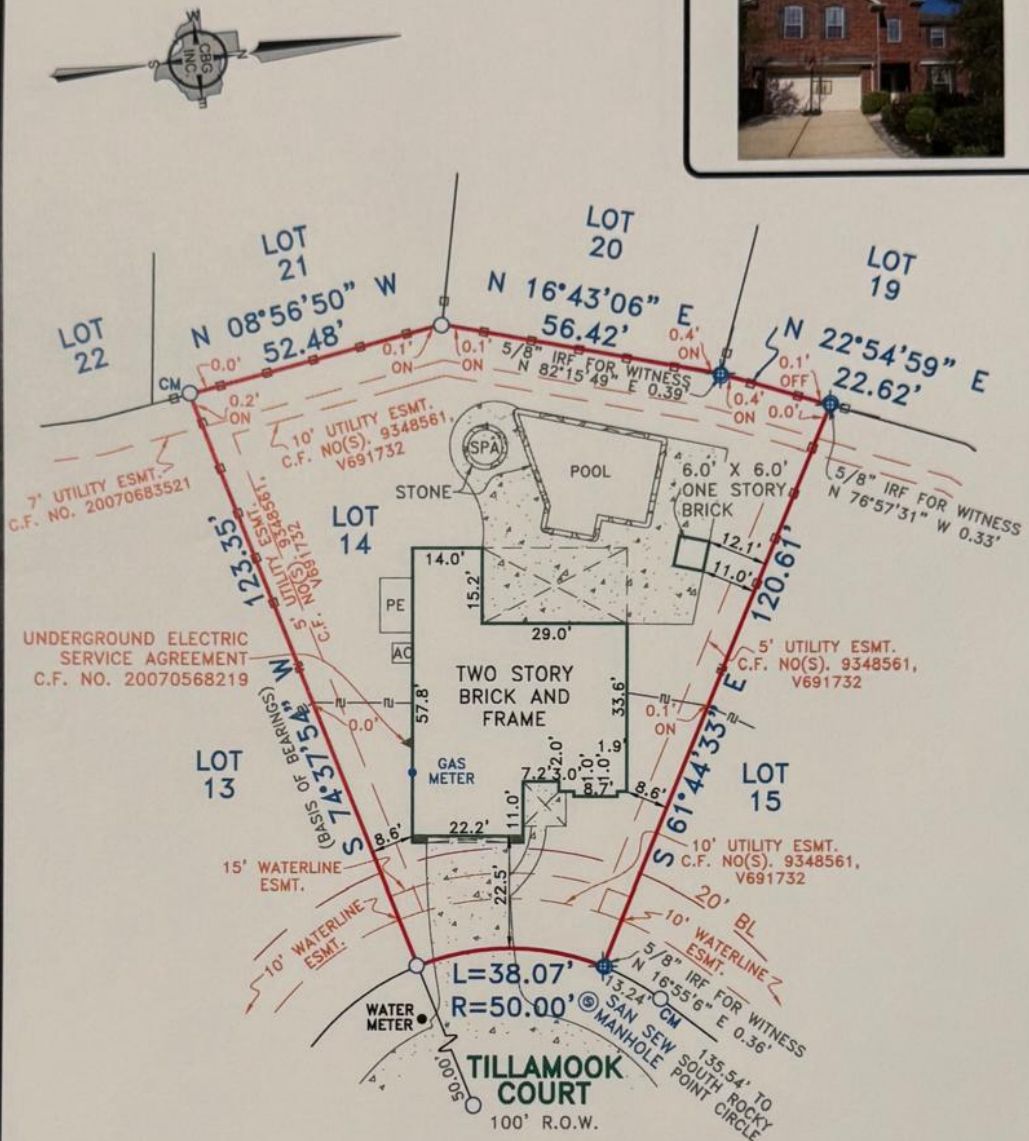 W
S
N
E
CBG
INC.
LOT
21
LOT
20
LOT
19
LOT
22
N 08°56'50" W
52.48'
N 16°43'06" E
56.42'
N 22°54'59" E
22.62'
CM
0.0'
0.2'
ON
0.1'
ON
0.1'
ON
0.4'
ON
0.4'
ON
0.1'
OFF
0.0'
5/8" IRF FOR WITNESS
N 82°15'49" E 0.39'
5/8" IRF FOR WITNESS
N 76°57'31" W 0.33'
7' UTILITY ESMT.
C.F. NO. 20070683521
10' UTILITY ESMT.
C.F. NO(S). 9348561,
V691732
SPA
STONE
POOL
6.0' X 6.0'
ONE STORY
BRICK
12.1'
11.0'
LOT
14
123.35'
5' UTILITY ESMT.
C.F. NO(S). 9348561,
V691732
120.61'
14.0'
15.2'
29.0'
PE
AC
UNDERGROUND ELECTRIC
SERVICE AGREEMENT
C.F. NO. 20070568219
TWO STORY
BRICK AND
FRAME
57.8'
33.6'
5' UTILITY ESMT.
C.F. NO(S). 9348561,
V691732
0.0'
0.1'
ON
S 74°37'54" W
(BASIS OF BEARINGS)
S 61°44'33" E
LOT
13
LOT
15
GAS
METER
7.2'
3.0'
2.0'
1.0'
1.0'
1.9'
8.7'
11.0'
8.6'
22.2'
8.6'
22.5'
15' WATERLINE
ESMT.
10' UTILITY ESMT.
C.F. NO(S). 9348561,
V691732
20' BL
10' WATERLINE
ESMT.
10' WATERLINE
ESMT.
L=38.07'
R=50.00'
5/8" IRF FOR WITNESS
N 16°55'6" E 0.36'
13.24'
CM
S
SAN SEW
MANHOLE
135.54' TO
SOUTH ROCKY
POINT CIRCLE
WATER
METER
50.00'
TILLAMOOK
COURT
100' R.O.W.